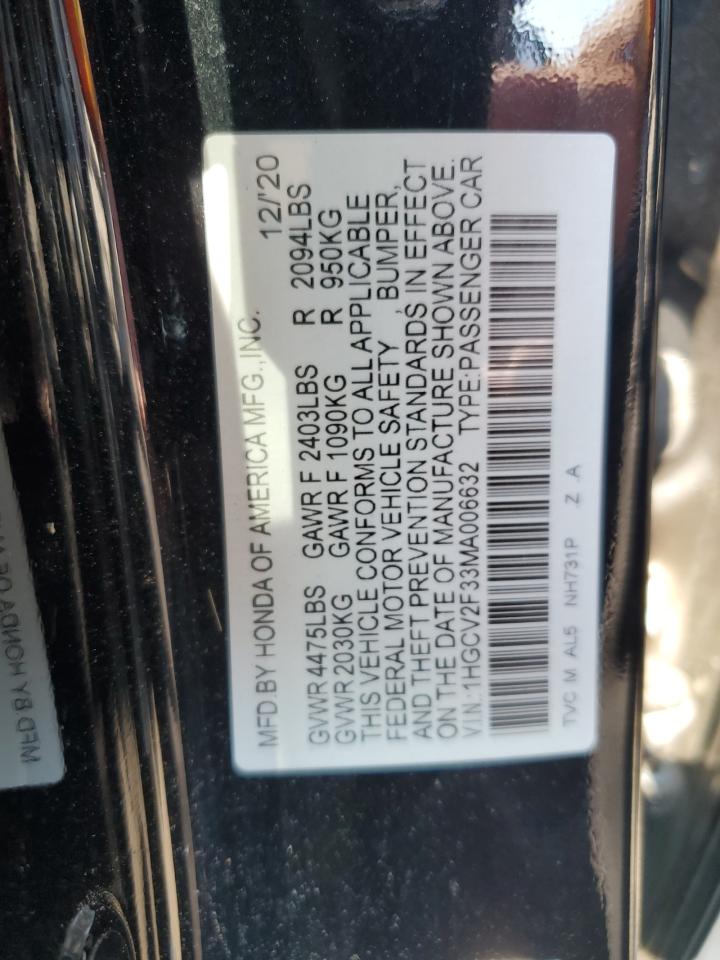 MFD.BY HONDA OF AMERICA MFG.,INC. 12/'20
GVWR 4475LBS GAWR F 2403LBS R 2094LBS
GVWR 2030KG GAWR F 1090KG R 950KG
THIS VEHICLE CONFORMS TO ALL APPLICABLE
FEDERAL MOTOR VEHICLE SAFETY , BUMPER,
AND THEFT PREVENTION STANDARDS IN EFFECT
ON THE DATE OF MANUFACTURE SHOWN ABOVE.
V.I.N.:1HGCV2F33MA006632 TYPE:PASSENGER CAR
TVC M AL5 NH731P Z A
MFD BY HONDA OF